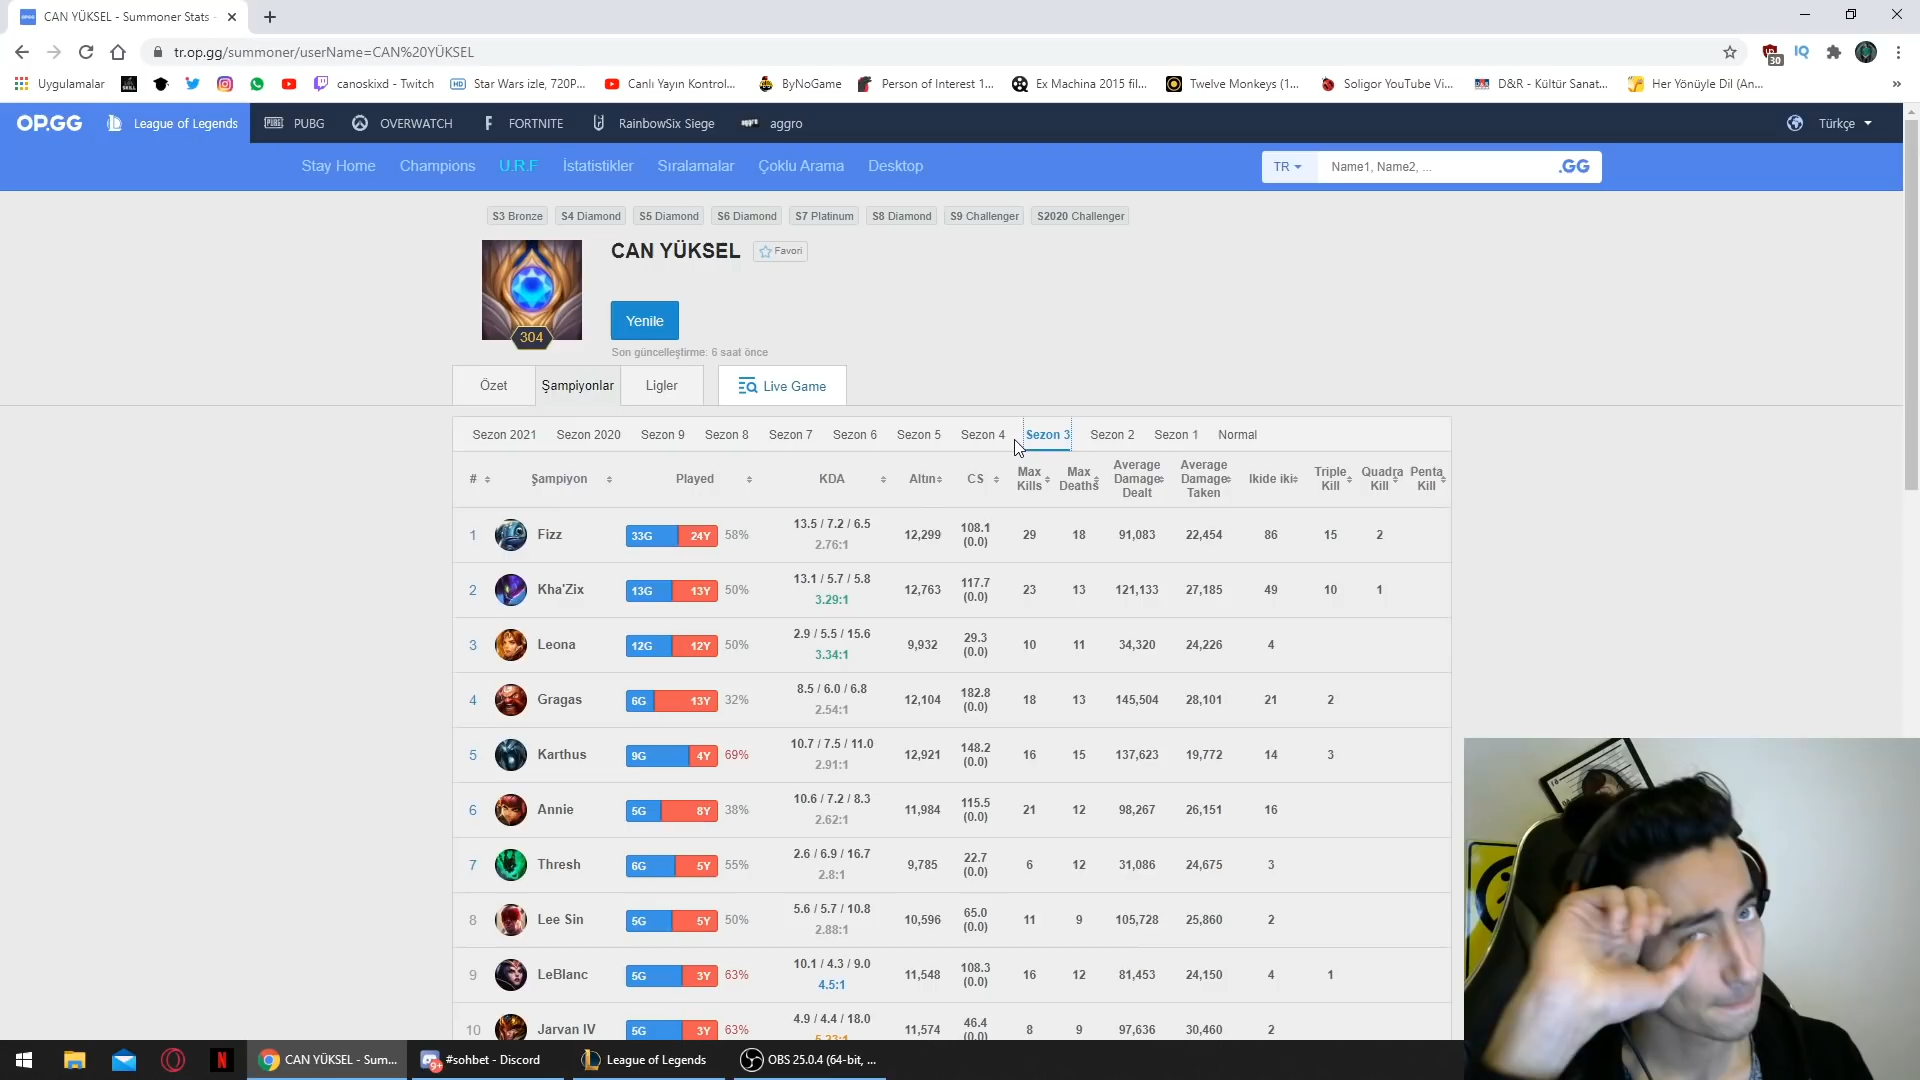 CAN YÜKSEL - Summoner Stats -
tr.op.gg/summoner/userName=CAN%20YÜKSEL
30
IQ
Uygulamalar
canoskixd - Twitch
HD
Star Wars izle, 720P...
Canlı Yayın Kontrol...
ByNoGame
Person of Interest 1...
Ex Machina 2015 fil...
Twelve Monkeys (1...
Soligor YouTube Vi...
D&R - Kültür Sanat...
Her Yönüyle Dil (An...
»
OP.GG
League of Legends
PUBG
OVERWATCH
FORTNITE
RainbowSix Siege
aggro
Türkçe
Stay Home
Champions
U.R.F
İstatistikler
Sıralamalar
Çoklu Arama
Desktop
TR
Name1, Name2, ...
.GG
S3 Bronze
S4 Diamond
S5 Diamond
S6 Diamond
S7 Platinum
S8 Diamond
S9 Challenger
S2020 Challenger
CAN YÜKSEL
Favori
304
Yenile
Son güncelleştirme: 6 saat önce
Özet
Şampiyonlar
Ligler
Live Game
Sezon 2021 Sezon 2020 Sezon 9 Sezon 8 Sezon 7 Sezon 6 Sezon 5 Sezon 4 Sezon 3 Sezon 2 Sezon 1 Normal
# Şampiyon Played KDA Altın CS Max Kills Max Deaths Average Damage Dealt Average Damage Taken Ikide iki Triple Kill Quadra Kill Penta Kill
1 Fizz 33G 24Y 58% 13.5 / 7.2 / 6.5 2.76:1 12,299 108.1 (0.0) 29 18 91,083 22,454 86 15 2
2 Kha'Zix 13G 13Y 50% 13.1 / 5.7 / 5.8 3.29:1 12,763 117.7 (0.0) 23 13 121,133 27,185 49 10 1
3 Leona 12G 12Y 50% 2.9 / 5.5 / 15.6 3.34:1 9,932 29.3 (0.0) 10 11 34,320 24,226 4
4 Gragas 6G 13Y 32% 8.5 / 6.0 / 6.8 2.54:1 12,104 182.8 (0.0) 18 13 145,504 28,101 21 2
5 Karthus 9G 4Y 69% 10.7 / 7.5 / 11.0 2.91:1 12,921 148.2 (0.0) 16 15 137,623 19,772 14 3
6 Annie 5G 8Y 38% 10.6 / 7.2 / 8.3 2.62:1 11,984 115.5 (0.0) 21 12 98,267 26,151 16
7 Thresh 6G 5Y 55% 2.6 / 6.9 / 16.7 2.8:1 9,785 22.7 (0.0) 6 12 31,086 24,675 3
8 Lee Sin 5G 5Y 50% 5.6 / 5.7 / 10.8 2.88:1 10,596 65.0 (0.0) 11 9 105,728 25,860 2
9 LeBlanc 5G 3Y 63% 10.1 / 4.3 / 9.0 4.5:1 11,548 108.3 (0.0) 16 12 81,453 24,150 4 1
10 Jarvan IV 5G 3Y 63% 4.9 / 4.4 / 18.0 11,574 46.4 8 9 97,636 30,460 2
CAN YÜKSEL - Sum...
9+
#sohbet - Discord
League of Legends
OBS 25.0.4 (64-bit, ...